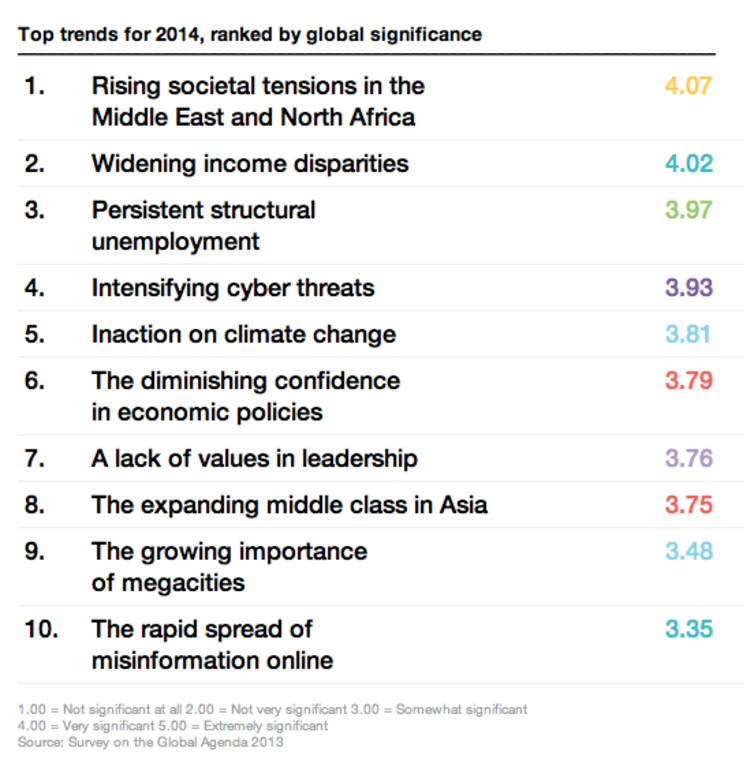 Top trends for 2014, ranked by global significance
1. Rising societal tensions in the 4.07
Middle East and North Africa
2. Widening income disparities 4.02
3. Persistent structural 3.97
unemployment
4. Intensifying cyber threats 3.93
5. Inaction on climate change 3.81
6. The diminishing confidence 3.79
in economic policies
7. A lack of values in leadership 3.76
8. The expanding middle class in Asia 3.75
9. The growing importance 3.48
of megacities
10. The rapid spread of 3.35
misinformation online
1.00 = Not significant at all 2.00 = Not very significant 3.00 = Somewhat significant
4.00 = Very significant 5.00 = Extremely significant
Source: Survey on the Global Agenda 2013